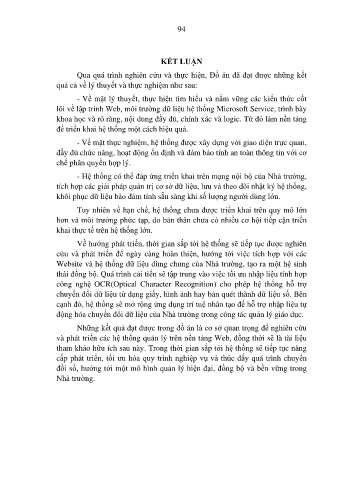 94
KẾT LUẬN
Qua quá trình nghiên cứu và thực hiện, Đồ án đã đạt được những kết
quả cả về lý thuyết và thực nghiệm như sau:
- Về mặt lý thuyết, thực hiện tìm hiểu và nắm vững các kiến thức cốt
lõi về lập trình Web, môi trường dữ liệu hệ thống Microsoft Service, trình bày
khoa học và rõ ràng, nội dung đầy đủ, chính xác và logic. Từ đó làm nền tảng
để triển khai hệ thống một cách hiệu quả.
- Về mặt thực nghiệm, hệ thống được xây dựng với giao diện trực quan,
đầy đủ chức năng, hoạt động ổn định và đảm bảo tính an toàn thông tin với cơ
chế phân quyền hợp lý.
- Hệ thống có thể đáp ứng triển khai trên mạng nội bộ của Nhà trường,
tích hợp các giải pháp quản trị cơ sở dữ liệu, lưu và theo dõi nhật ký hệ thống,
khôi phục dữ liệu bảo đảm tính sẵn sàng khi số lượng người dùng lớn.
Tuy nhiên về hạn chế, hệ thống chưa được triển khai trên quy mô lớn
hơn và môi trường phức tạp, do bản thân chưa có nhiều cơ hội tiếp cận triển
khai thực tế trên hệ thống lớn.
Về hướng phát triển, thời gian sắp tới hệ thống sẽ tiếp tục được nghiên
cứu và phát triển để ngày càng hoàn thiện, hướng tới việc tích hợp với các
Website và hệ thống dữ liệu dùng chung của Nhà trường, tạo ra một hệ sinh
thái đồng bộ. Quá trình cải tiến sẽ tập trung vào việc tối ưu nhập liệu tính hợp
công nghệ OCR(Optical Character Recognition) cho phép hệ thống hỗ trợ
chuyển đổi dữ liệu từ dạng giấy, hình ảnh hay bản quét thành dữ liệu số. Bên
cạnh đó, hệ thống sẽ mở rộng ứng dụng trí tuệ nhân tạo để hỗ trợ nhập liệu tự
động hóa chuyển đổi dữ liệu của Nhà trường trong công tác quản lý giáo dục.
Những kết quả đạt được trong đồ án là cơ sở quan trọng để nghiên cứu
và phát triển các hệ thống quản lý trên nền tảng Web, đồng thời sẽ là tài liệu
tham khảo hữu ích sau này. Trong thời gian sắp tới hệ thống sẽ tiếp tục nâng
cấp phát triển, tối ưu hóa quy trình nghiệp vụ và thúc đẩy quá trình chuyển
đổi số, hướng tới một mô hình quản lý hiện đại, đồng bộ và bền vững trong
Nhà trường.